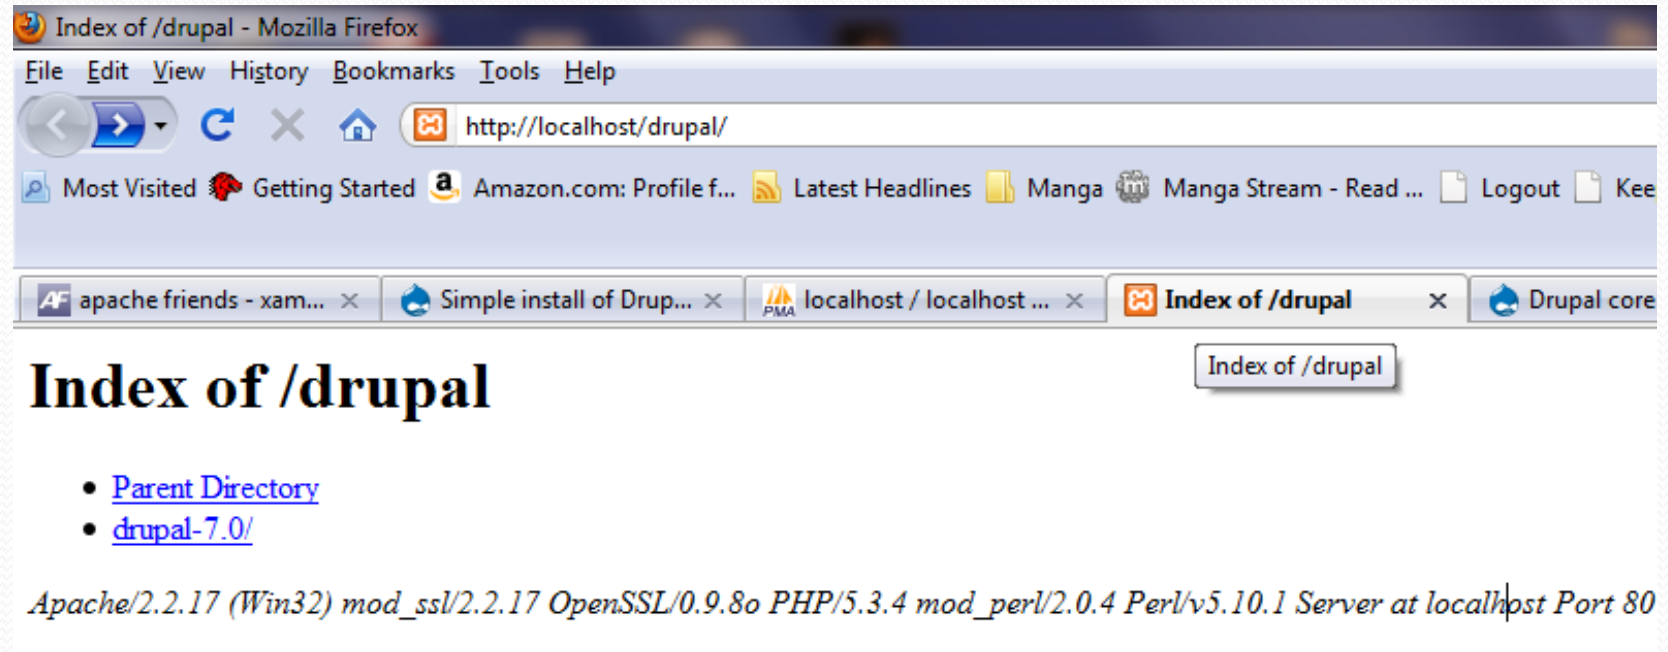 Index of /drupal - Mozilla Firefox
File Edit View History Bookmarks Tools Help
http://localhost/drupal/
Most Visited Getting Started a Amazon.com: Profile f... Latest Headlines Manga Manga Stream - Read ... Logout Kee
AF apache friends - xam... Simple install of Drup... PMA localhost / localhost ... Index of /drupal Drupal core
Index of /drupal
Index of /drupal
Parent Directory
drupal-7.0/
Apache/2.2.17 (Win32) mod_ssl/2.2.17 OpenSSL/0.9.8o PHP/5.3.4 mod_perl/2.0.4 Perl/v5.10.1 Server at localhost Port 80